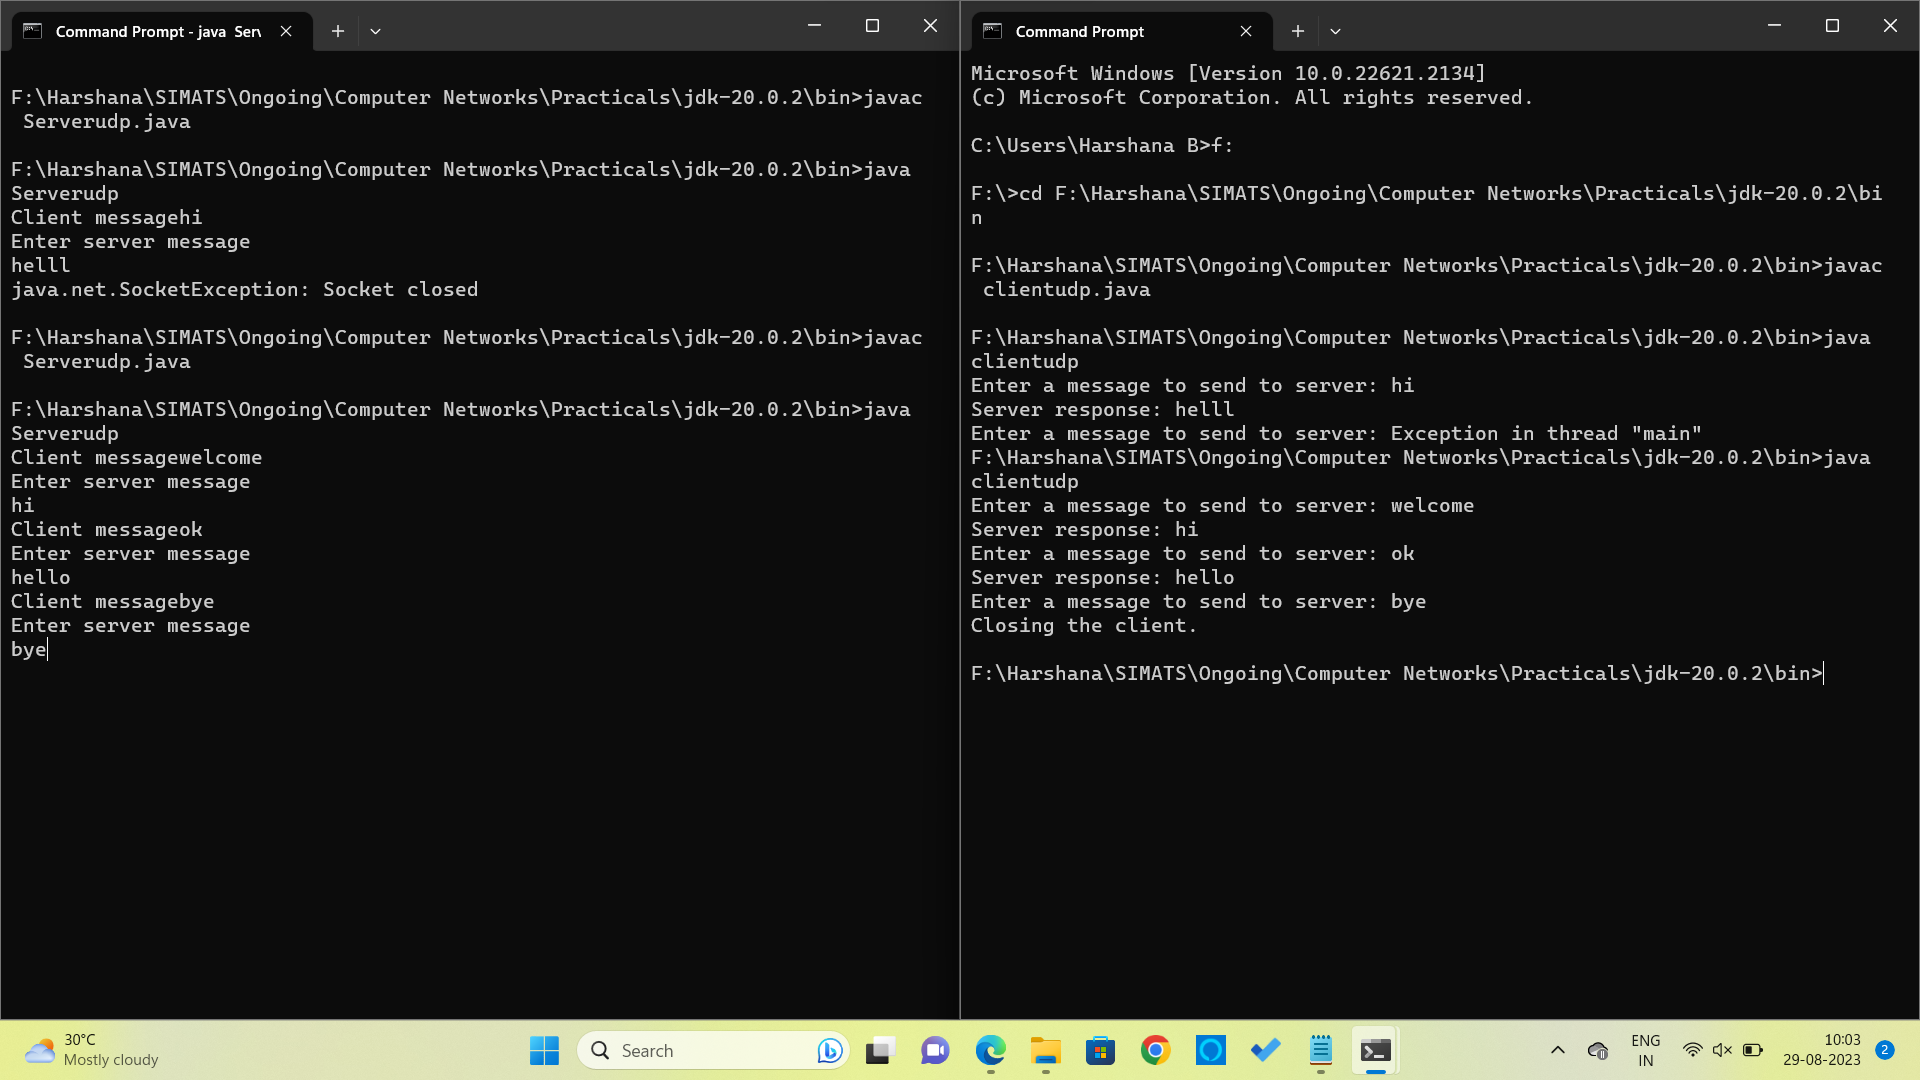 Command Prompt - java  Serv
F:\Harshana\SIMATS\Ongoing\Computer Networks\Practicals\jdk-20.0.2\bin>javac
 Serverudp.java
F:\Harshana\SIMATS\Ongoing\Computer Networks\Practicals\jdk-20.0.2\bin>java
Serverudp
Client messagehi
Enter server message
helll
java.net.SocketException: Socket closed
F:\Harshana\SIMATS\Ongoing\Computer Networks\Practicals\jdk-20.0.2\bin>javac
 Serverudp.java
F:\Harshana\SIMATS\Ongoing\Computer Networks\Practicals\jdk-20.0.2\bin>java
Serverudp
Client messagewelcome
Enter server message
hi
Client messageok
Enter server message
hello
Client messagebye
Enter server message
bye
Command Prompt
Microsoft Windows [Version 10.0.22621.2134]
(c) Microsoft Corporation. All rights reserved.
C:\Users\Harshana B>f:
F:\>cd F:\Harshana\SIMATS\Ongoing\Computer Networks\Practicals\jdk-20.0.2\bi
n
F:\Harshana\SIMATS\Ongoing\Computer Networks\Practicals\jdk-20.0.2\bin>javac
 clientudp.java
F:\Harshana\SIMATS\Ongoing\Computer Networks\Practicals\jdk-20.0.2\bin>java
clientudp
Enter a message to send to server: hi
Server response: helll
Enter a message to send to server: Exception in thread "main"
F:\Harshana\SIMATS\Ongoing\Computer Networks\Practicals\jdk-20.0.2\bin>java
clientudp
Enter a message to send to server: welcome
Server response: hi
Enter a message to send to server: ok
Server response: hello
Enter a message to send to server: bye
Closing the client.
F:\Harshana\SIMATS\Ongoing\Computer Networks\Practicals\jdk-20.0.2\bin>
30°C
Mostly cloudy
Search
ENG
IN
10:03
29-08-2023
2